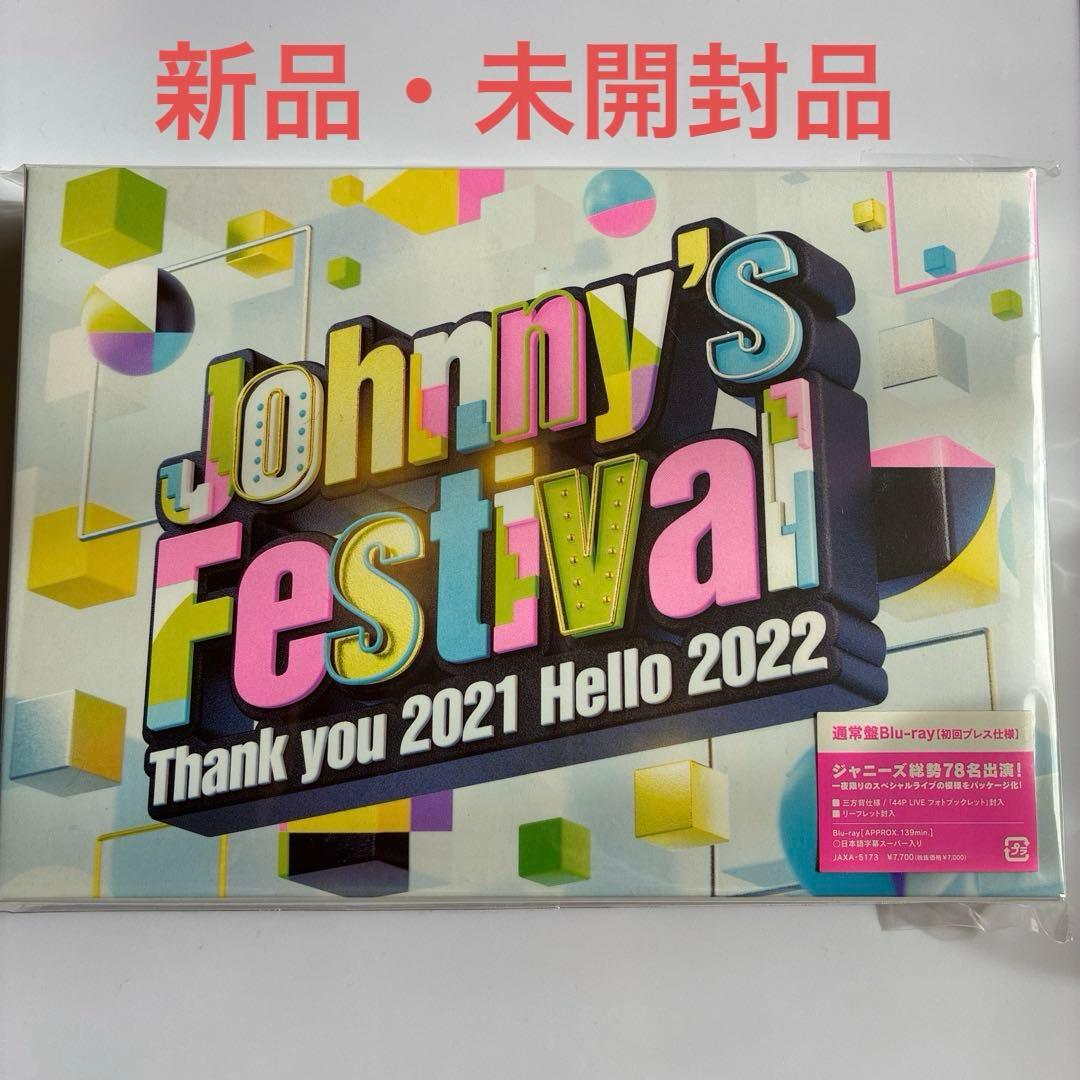 新品・未開封品
Johnny's
Festival
Thank you 2021 Hello 2022
通常盤Blu-ray【初回プレス仕様】
ジャニーズ総勢78名出演!
一夜限りのスペシャルライブの模様をパッケージ化!
■ 三方背仕様 /「44P LIVE フォトブックレット」封入
■ リーフレット封入
Blu-ray[APPROX. 139min.]
○日本語字幕スーパー入り
JAXA-5173 ¥7,700(税抜価格¥7,000)
プラ